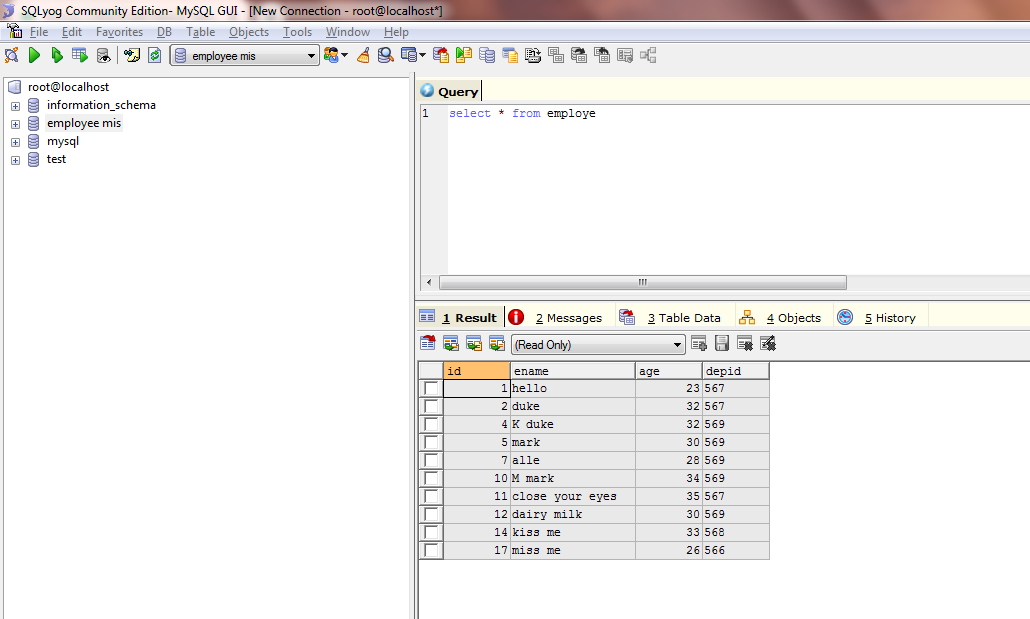 SQLyog Community Edition- MySQL GUI - [New Connection - root@localhost*]
File Edit Favorites DB Table Objects Tools Window Help
employee mis
root@localhost
information_schema
employee mis
mysql
test
Query
1 select * from employe
1 Result 2 Messages 3 Table Data 4 Objects 5 History
(Read Only)
id ename age depid
1 hello 23 567
2 duke 32 567
4 K duke 32 569
5 mark 30 569
7 alle 28 569
10 M mark 34 569
11 close your eyes 35 567
12 dairy milk 30 569
14 kiss me 33 568
17 miss me 26 566